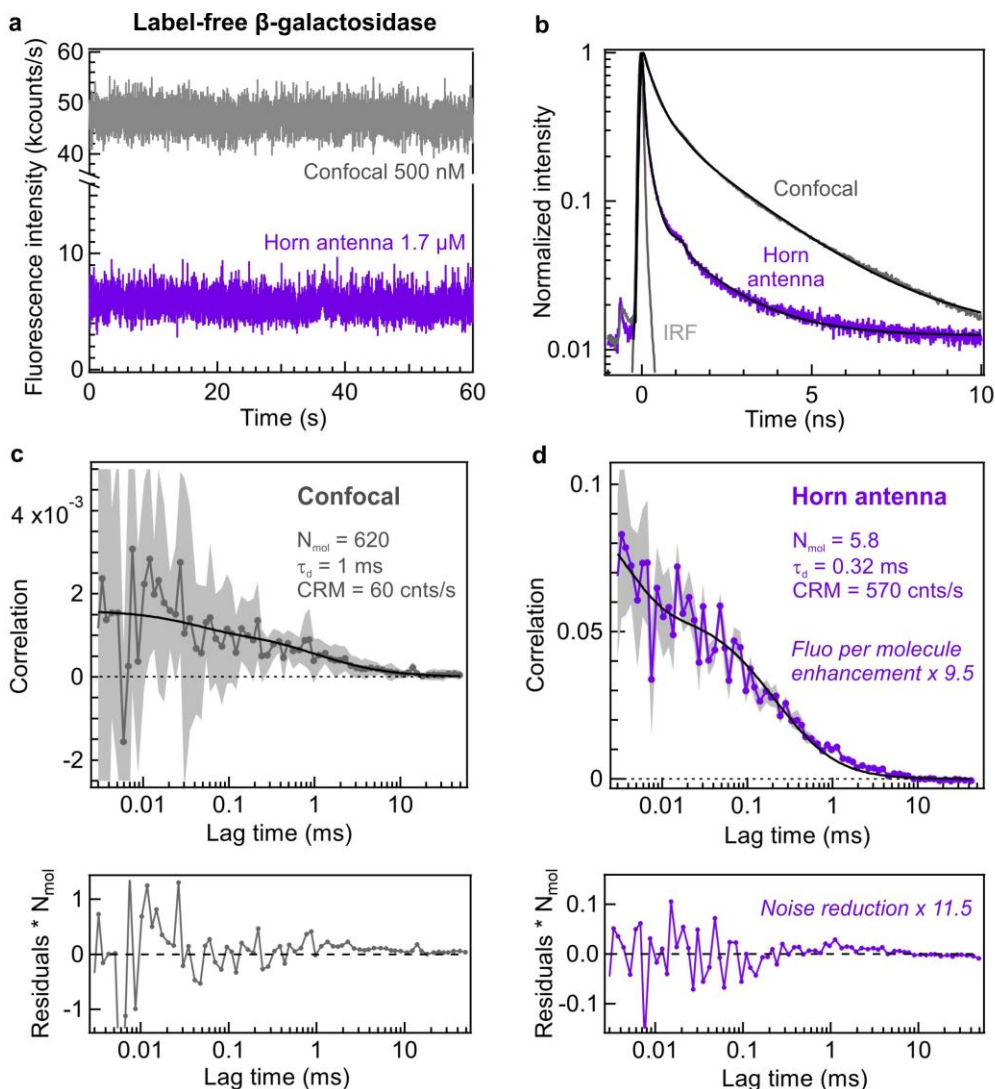 Label-free β-galactosidase
a
Fluorescence intensity (kcounts/s)
60
50
40
10
0
Confocal 500 nM
Horn antenna 1.7 µM
0
20
40
60
Time (s)
b
Normalized intensity
1
0.1
0.01
Confocal
Horn
antenna
IRF
0
5
10
Time (ns)
c
Correlation
4 x10⁻³
2
0
-2
Confocal
Nmol = 620
τd = 1 ms
CRM = 60 cnts/s
0.01
0.1
1
10
Lag time (ms)
d
Correlation
0.1
0.05
0
Horn antenna
Nmol = 5.8
τd = 0.32 ms
CRM = 570 cnts/s
Fluo per molecule
enhancement x 9.5
0.01
0.1
1
10
Lag time (ms)
Residuals * Nmol
1
0
-1
0.01
0.1
1
10
Lag time (ms)
Residuals * Nmol
0.1
0.0
-0.1
Noise reduction x 11.5
0.01
0.1
1
10
Lag time (ms)